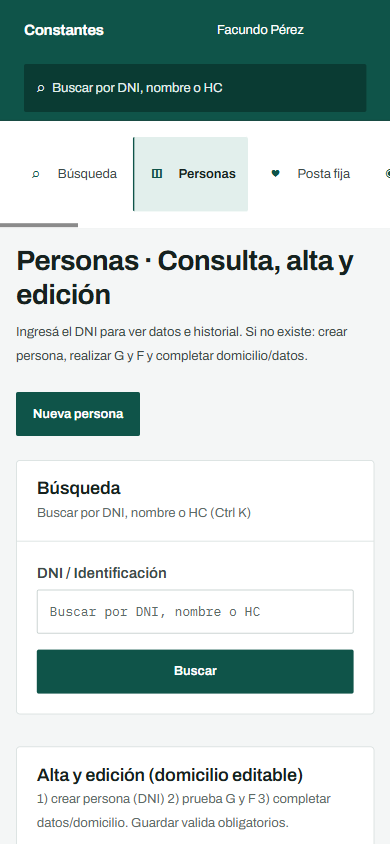 Constantes
Facundo Pérez
Buscar por DNI, nombre o HC
Búsqueda
Personas
Posta fija
Personas · Consulta, alta y
edición
Ingresá el DNI para ver datos e historial. Si no existe: crear
persona, realizar G y F y completar domicilio/datos.
Nueva persona
Búsqueda
Buscar por DNI, nombre o HC (Ctrl K)
DNI / Identificación
Buscar por DNI, nombre o HC
Buscar
Alta y edición (domicilio editable)
1) crear persona (DNI) 2) prueba G y F 3) completar
datos/domicilio. Guardar valida obligatorios.